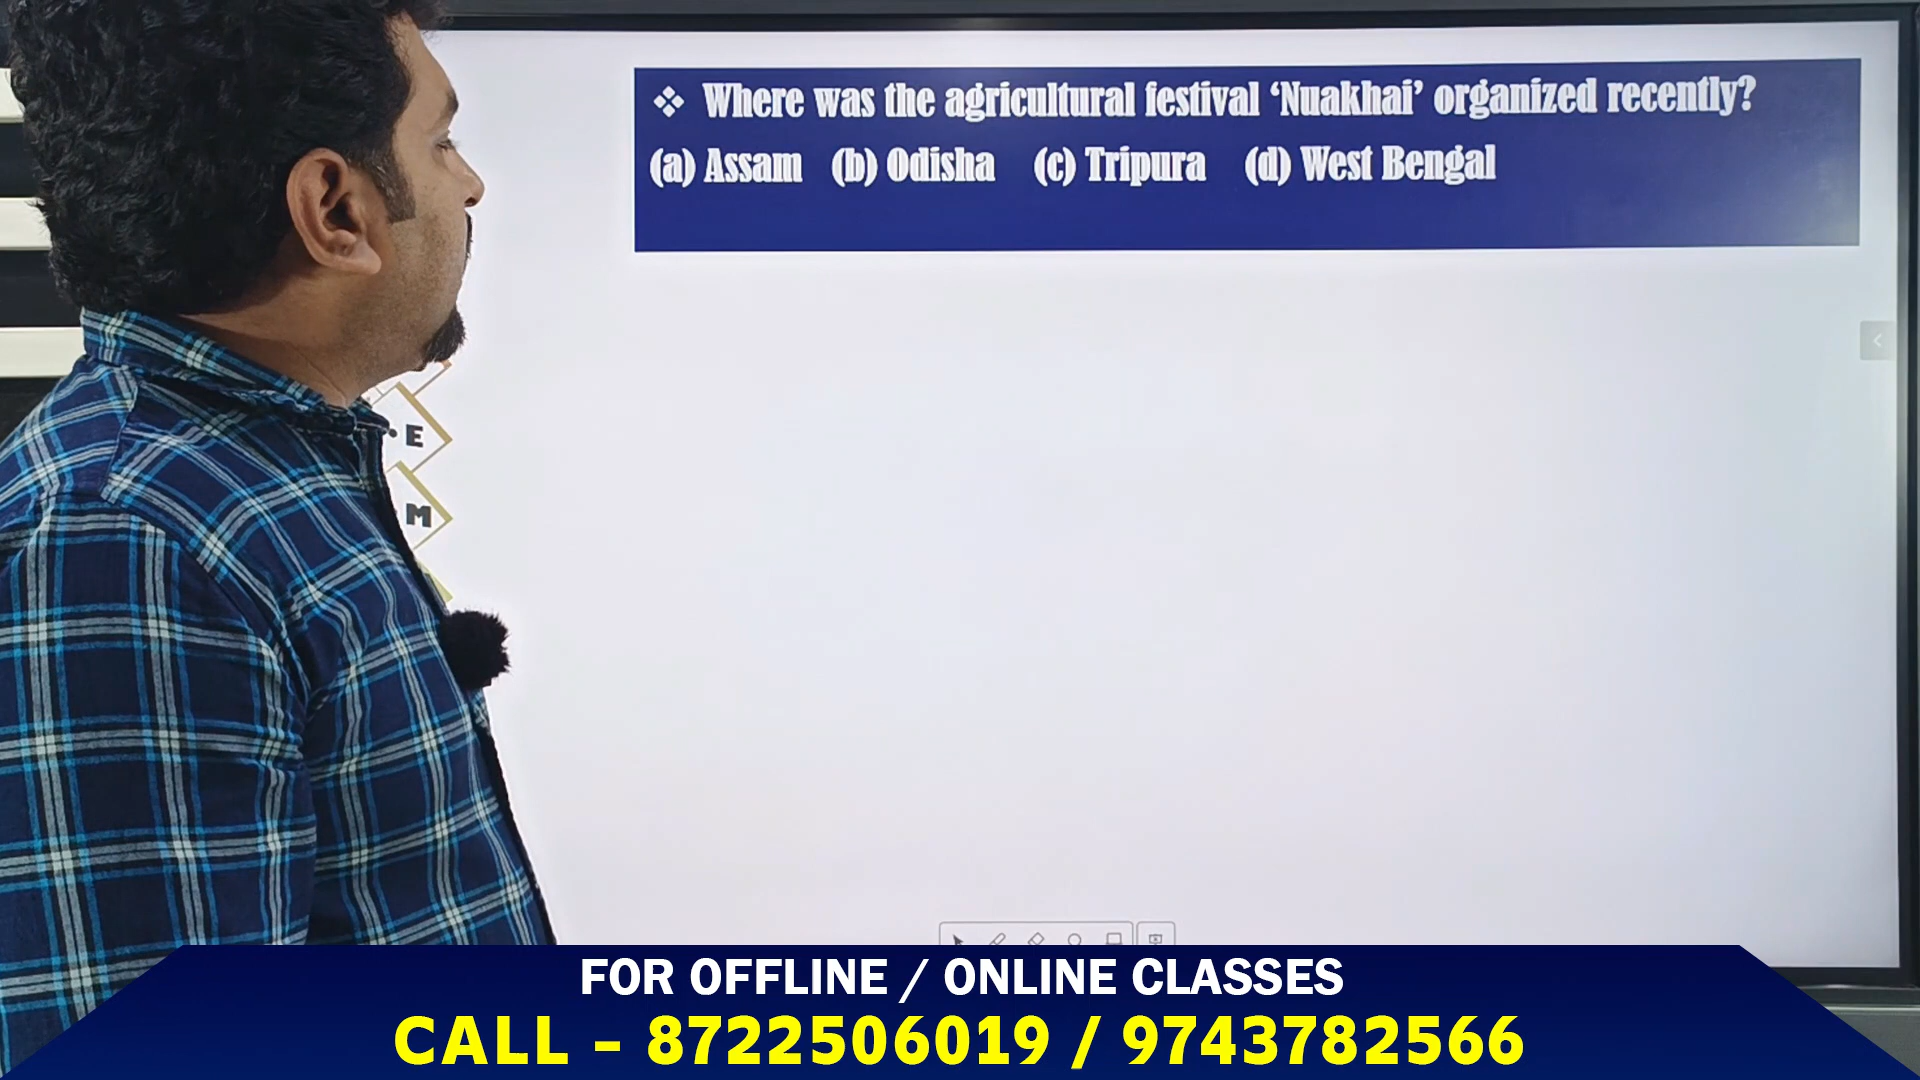 ❖ Where was the agricultural festival ‘Nuakhai’ organized recently?
(a) Assam (b) Odisha (c) Tripura (d) West Bengal
E
M
FOR OFFLINE / ONLINE CLASSES
CALL – 8722506019 / 9743782566